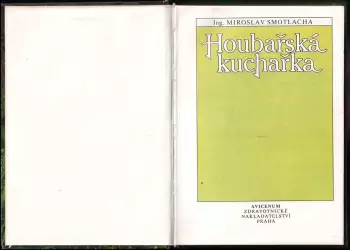 Ing. MIROSLAV SMOTLACHA
Houbařská
kuchařka
AVICENUM
ZDRAVOTNICKÉ
NAKLADATELSTVÍ
PRAHA